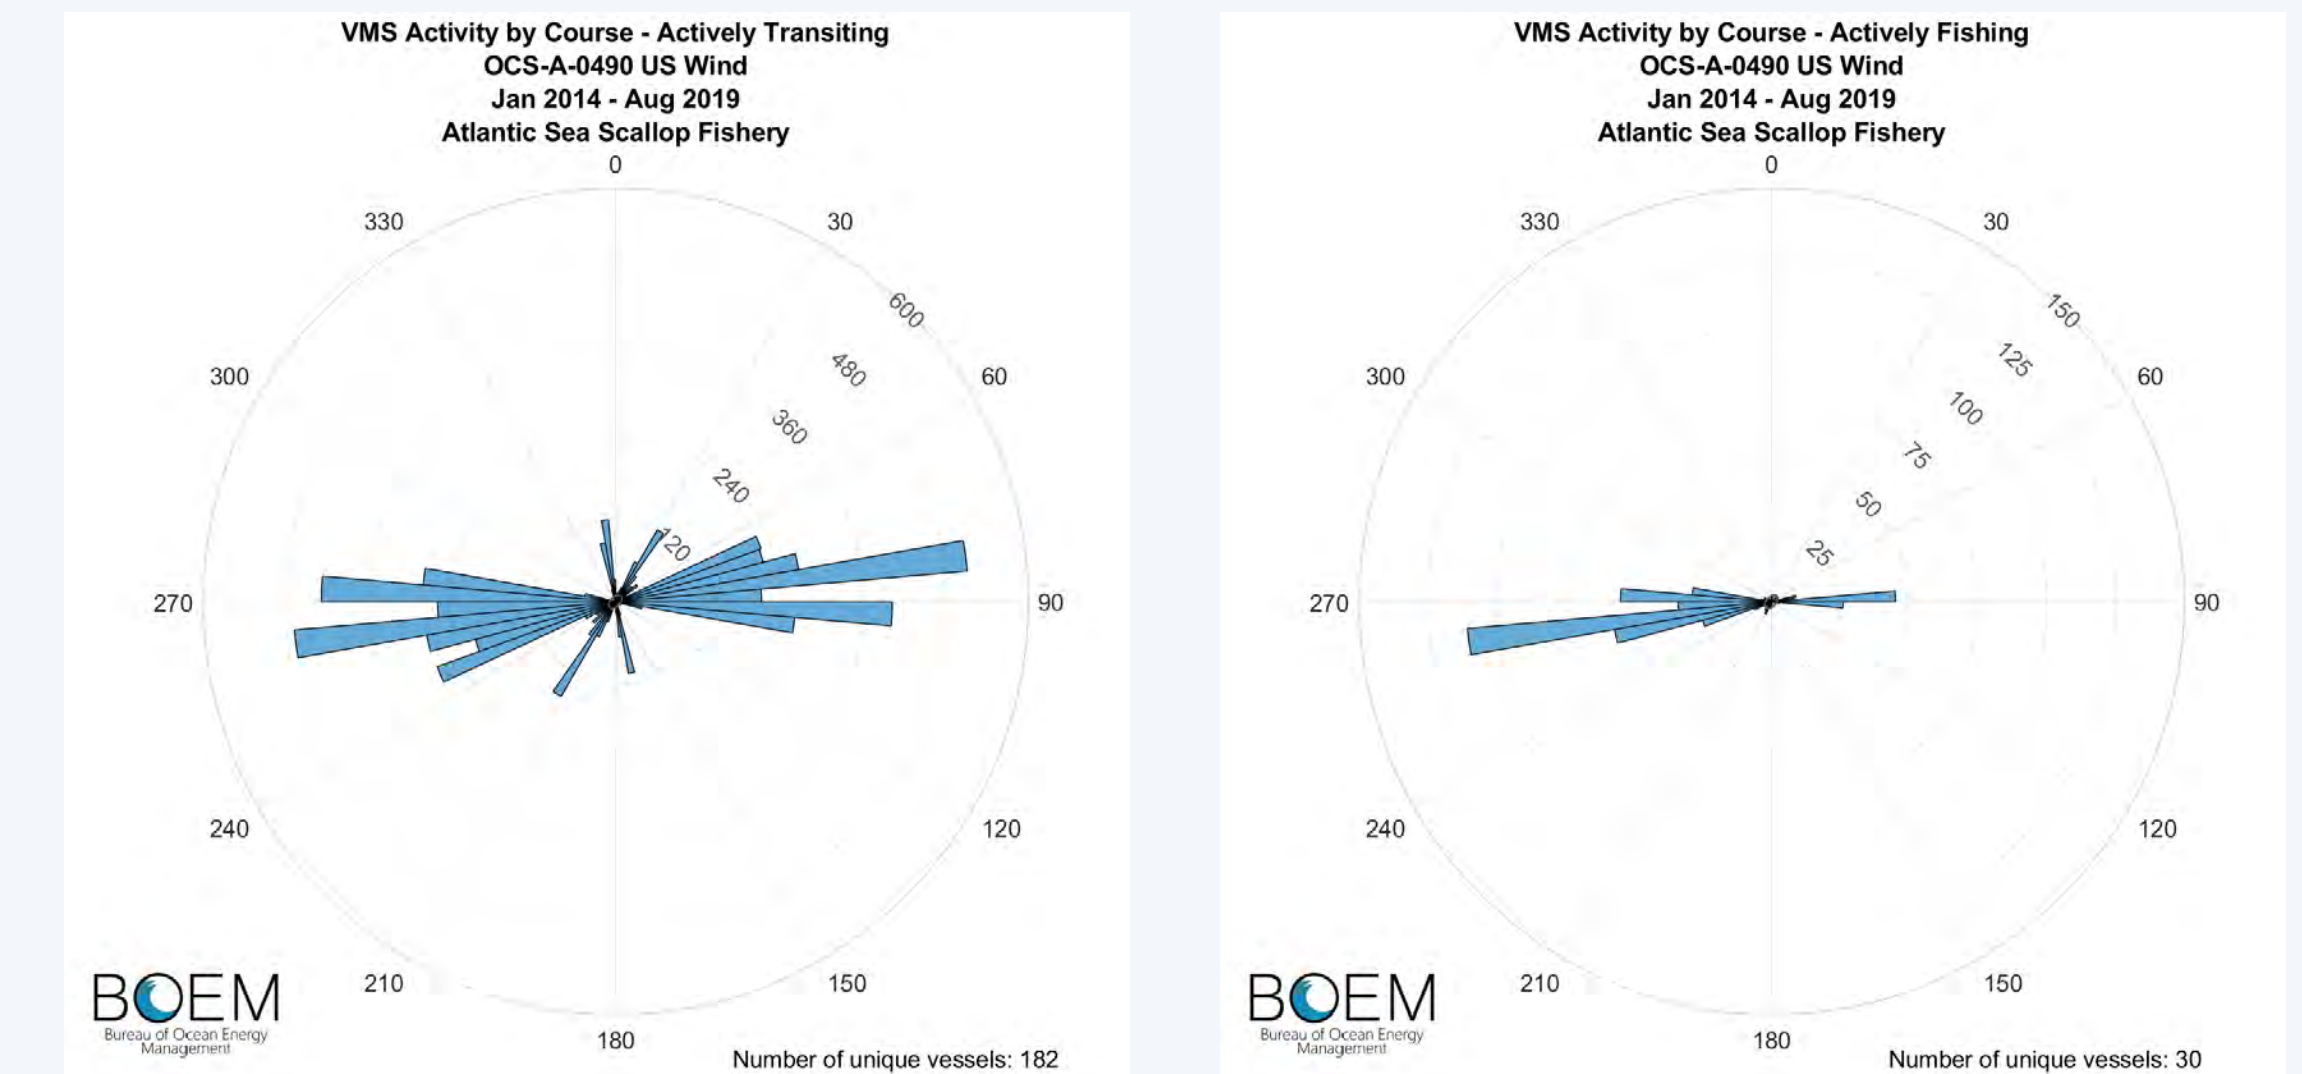 VMS Activity by Course - Actively Transiting
OCS-A-0490 US Wind
Jan 2014 - Aug 2019
Atlantic Sea Scallop Fishery
0
330
30
600
480
300
60
360
240
120
270
90
240
120
210
150
180
BOEM
Bureau of Ocean Energy
Management
Number of unique vessels: 182
VMS Activity by Course - Actively Fishing
OCS-A-0490 US Wind
Jan 2014 - Aug 2019
Atlantic Sea Scallop Fishery
0
330
30
150
125
300
60
100
75
50
25
270
90
240
120
210
150
180
BOEM
Bureau of Ocean Energy
Management
Number of unique vessels: 30